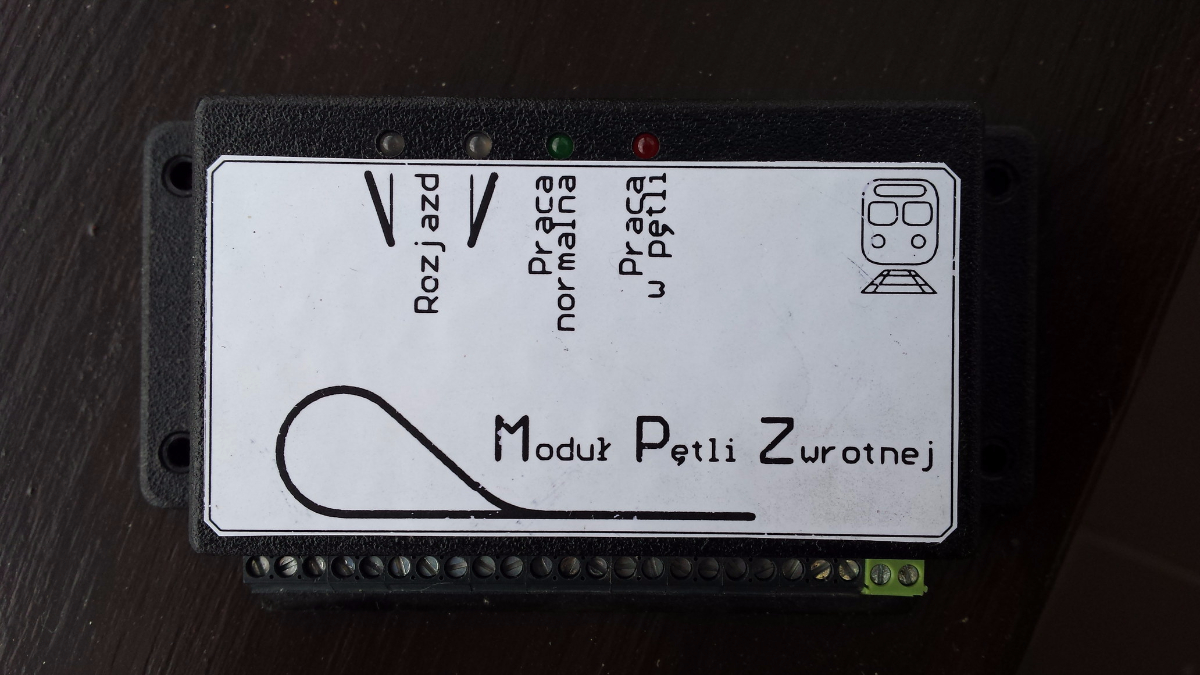 Rozjazd
Praca
normalna
Praca
w pętli
Moduł Pętli Zwrotnej